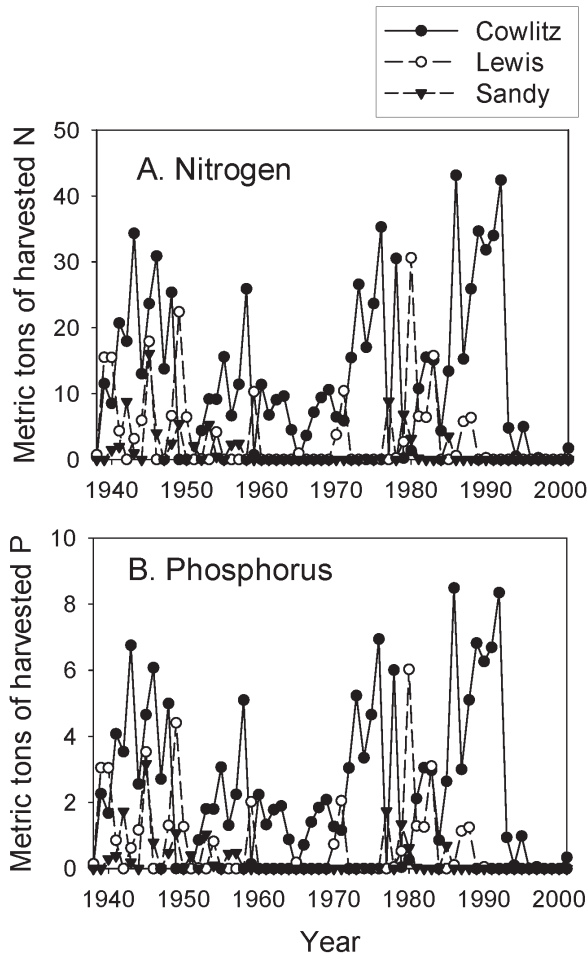 Cowlitz
Lewis
Sandy
A. Nitrogen
Metric tons of harvested N
50
40
30
20
10
0
1940 1950 1960 1970 1980 1990 2000
B. Phosphorus
Metric tons of harvested P
10
8
6
4
2
0
1940 1950 1960 1970 1980 1990 2000
Year